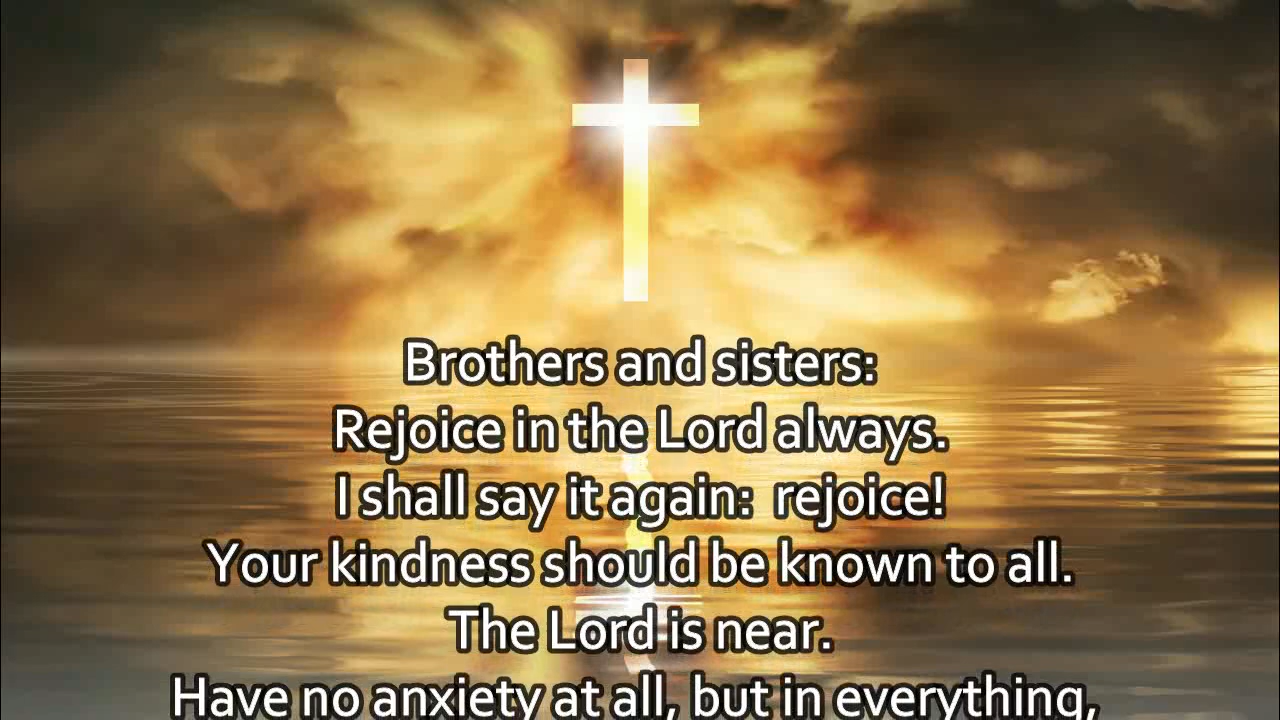 Brothers and sisters:
Rejoice in the Lord always.
I shall say it again:  rejoice!
Your kindness should be known to all.
The Lord is near.
Have no anxiety at all, but in everything,